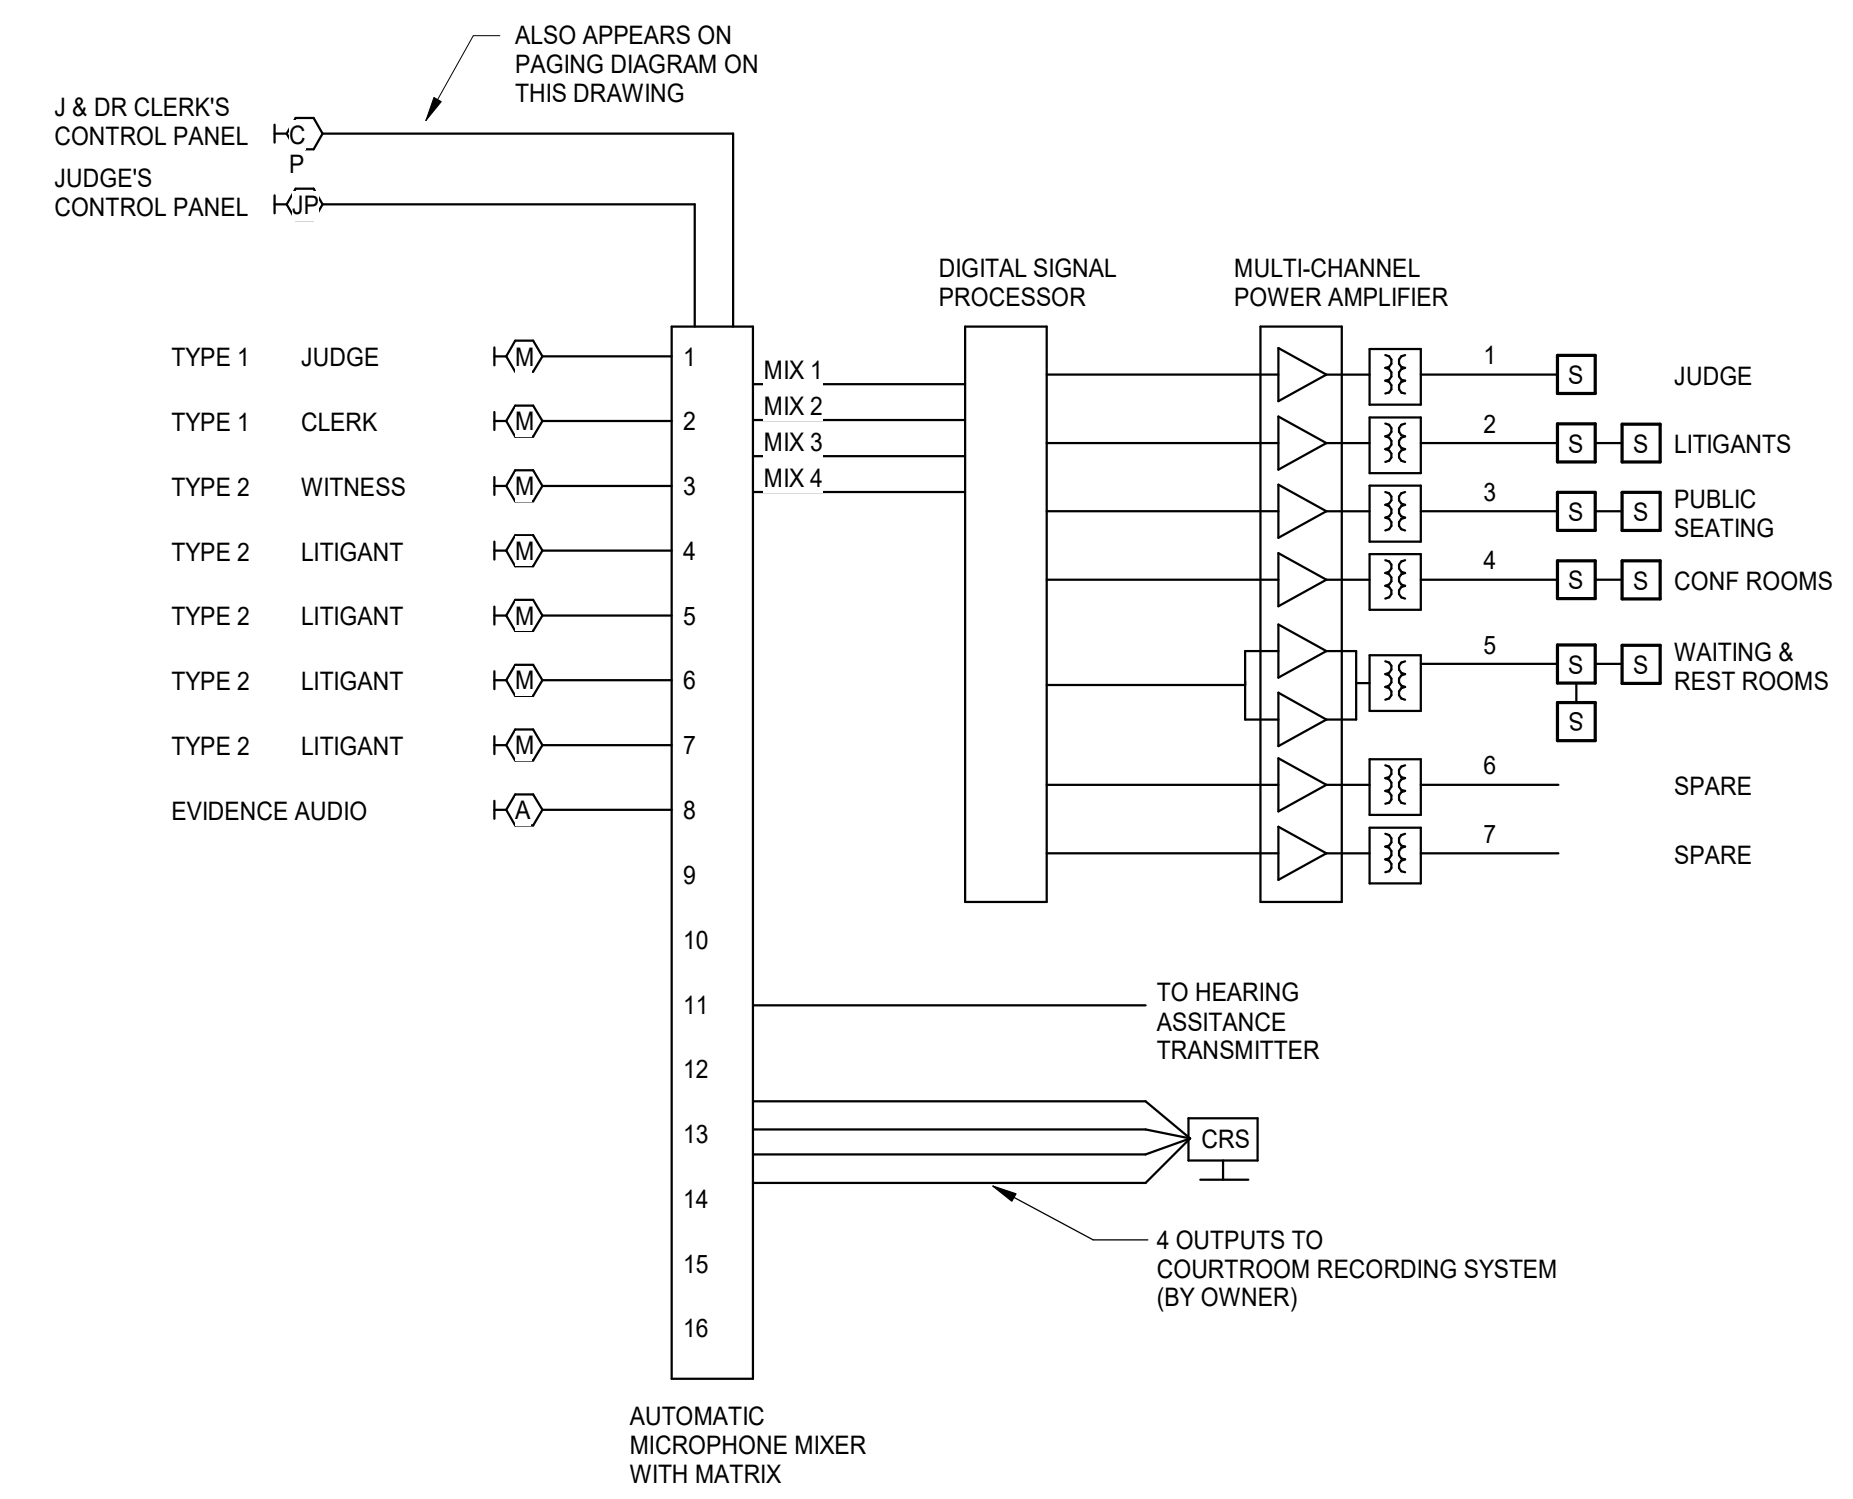 ALSO APPEARS ON
PAGING DIAGRAM ON
THIS DRAWING
J & DR CLERK'S
CONTROL PANEL
C
P
JUDGE'S
CONTROL PANEL
JP
DIGITAL SIGNAL
PROCESSOR
MULTI-CHANNEL
POWER AMPLIFIER
TYPE 1 JUDGE M 1
TYPE 1 CLERK M 2
TYPE 2 WITNESS M 3
TYPE 2 LITIGANT M 4
TYPE 2 LITIGANT M 5
TYPE 2 LITIGANT M 6
TYPE 2 LITIGANT M 7
EVIDENCE AUDIO A 8
9
10
11
12
13
14
15
16
MIX 1
MIX 2
MIX 3
MIX 4
1 S JUDGE
2 S S LITIGANTS
3 S S PUBLIC
SEATING
4 S S CONF ROOMS
5 S S WAITING &
REST ROOMS
S
6 SPARE
7 SPARE
TO HEARING
ASSITANCE
TRANSMITTER
CRS
4 OUTPUTS TO
COURTROOM RECORDING SYSTEM
(BY OWNER)
AUTOMATIC
MICROPHONE MIXER
WITH MATRIX